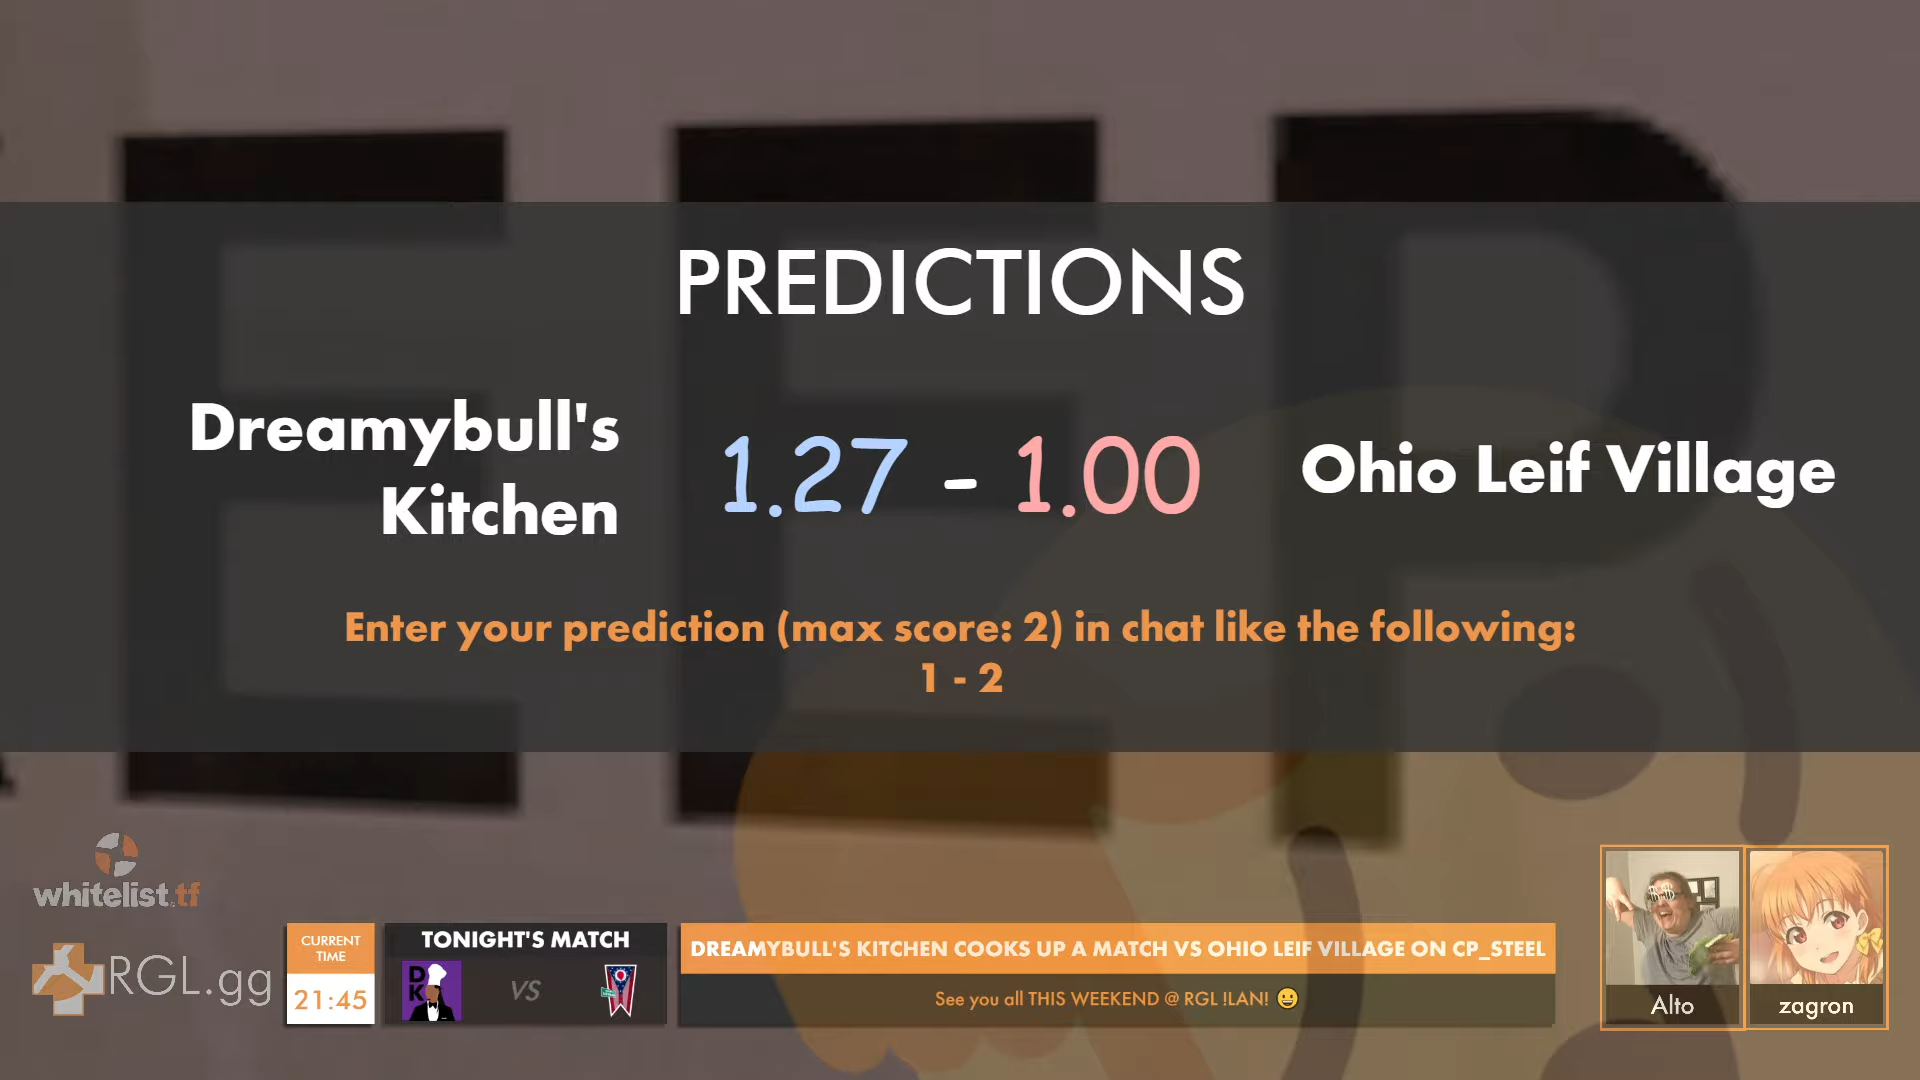 PREDICTIONS
Dreamybull's
Kitchen
1.27 - 1.00
Ohio Leif Village
Enter your prediction (max score: 2) in chat like the following:
1 - 2
whitelist.tf
RGL.gg
CURRENT
TIME
21:45
TONIGHT'S MATCH
DK
VS
DREAMYBULL'S KITCHEN COOKS UP A MATCH VS OHIO LEIF VILLAGE ON CP_STEEL
See you all THIS WEEKEND @ RGL !LAN! 😀
Alto
zagron
EEP